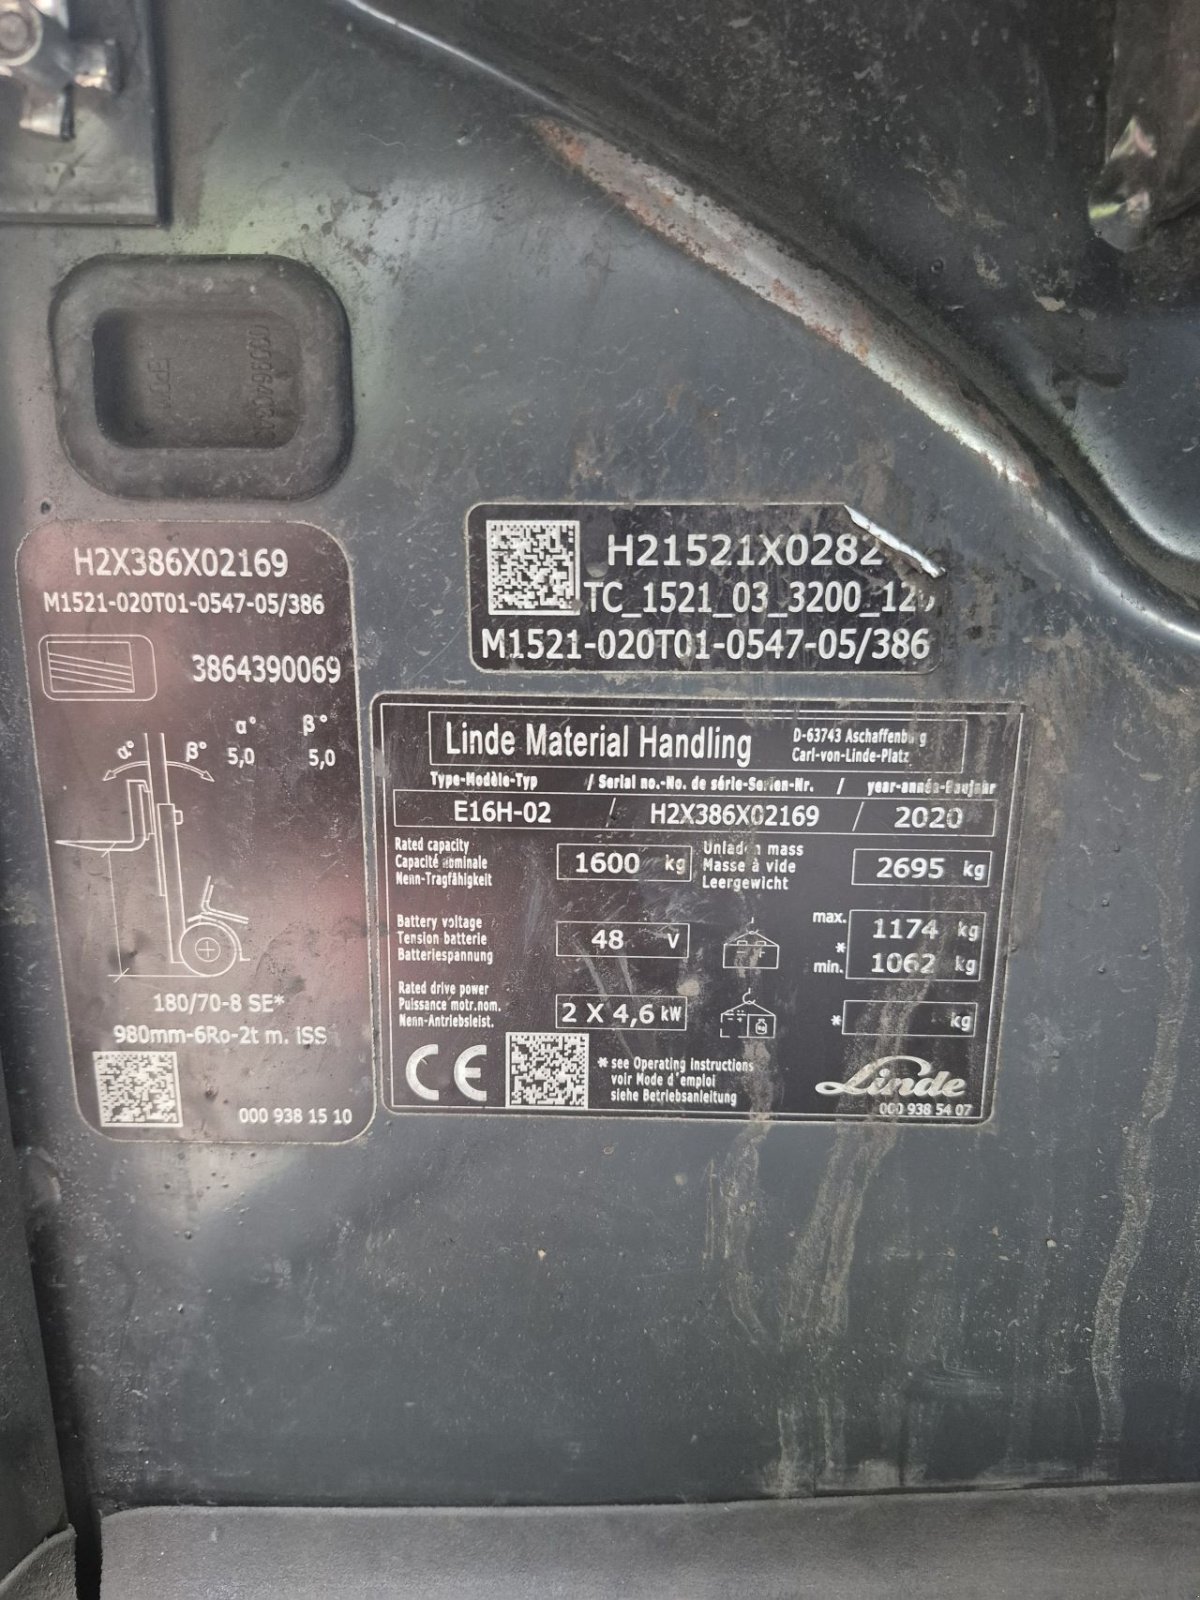 H2X386X02169
M1521-020T01-0547-05/386
3864390069
α° β°
5,0 5,0
α° β°
180/70-8 SE*
980mm-6Ro-2t m. iSS
000 938 15 10
H21521X0282
TC_1521_03_3200_12
M1521-020T01-0547-05/386
Linde Material Handling
D-63743 Aschaffenburg
Carl-von-Linde-Platz
Type-Modèle-Typ / Serial no.-No. de série-Serien-Nr. / year-année-Baujahr
E16H-02 / H2X386X02169 / 2020
Rated capacity
Capacité nominale
Nenn-Tragfähigkeit
1600 kg
Unladen mass
Masse à vide
Leergewicht
2695 kg
Battery voltage
Tension batterie
Batteriespannung
48 V
max. 1174 kg
*
min. 1062 kg
Rated drive power
Puissance motr.nom.
Nenn-Antriebsleist.
2 X 4,6 kW
* kg
CE
* see Operating Instructions
voir Mode d'emploi
siehe Betriebsanleitung
Linde
000 938 54 07